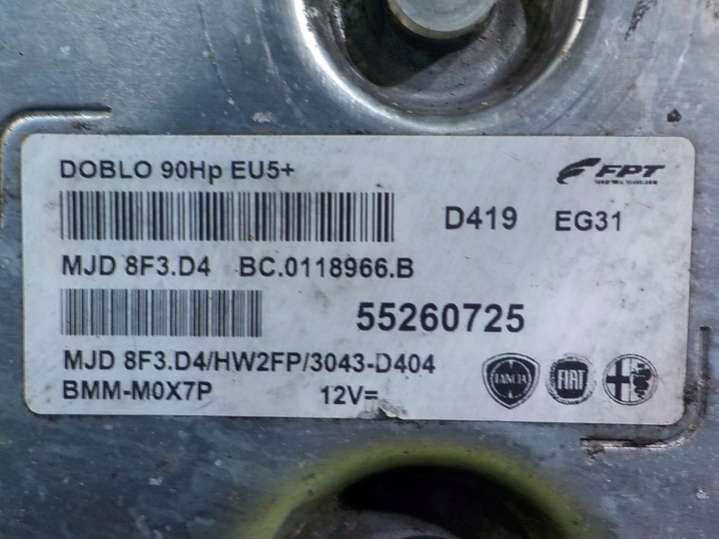 DOBLO 90Hp EU5+
FPT
D419 EG31
MJD 8F3.D4 BC.0118966.B
55260725
MJD 8F3.D4/HW2FP/3043-D404
BMM-M0X7P 12V=
LANCIA
FIAT